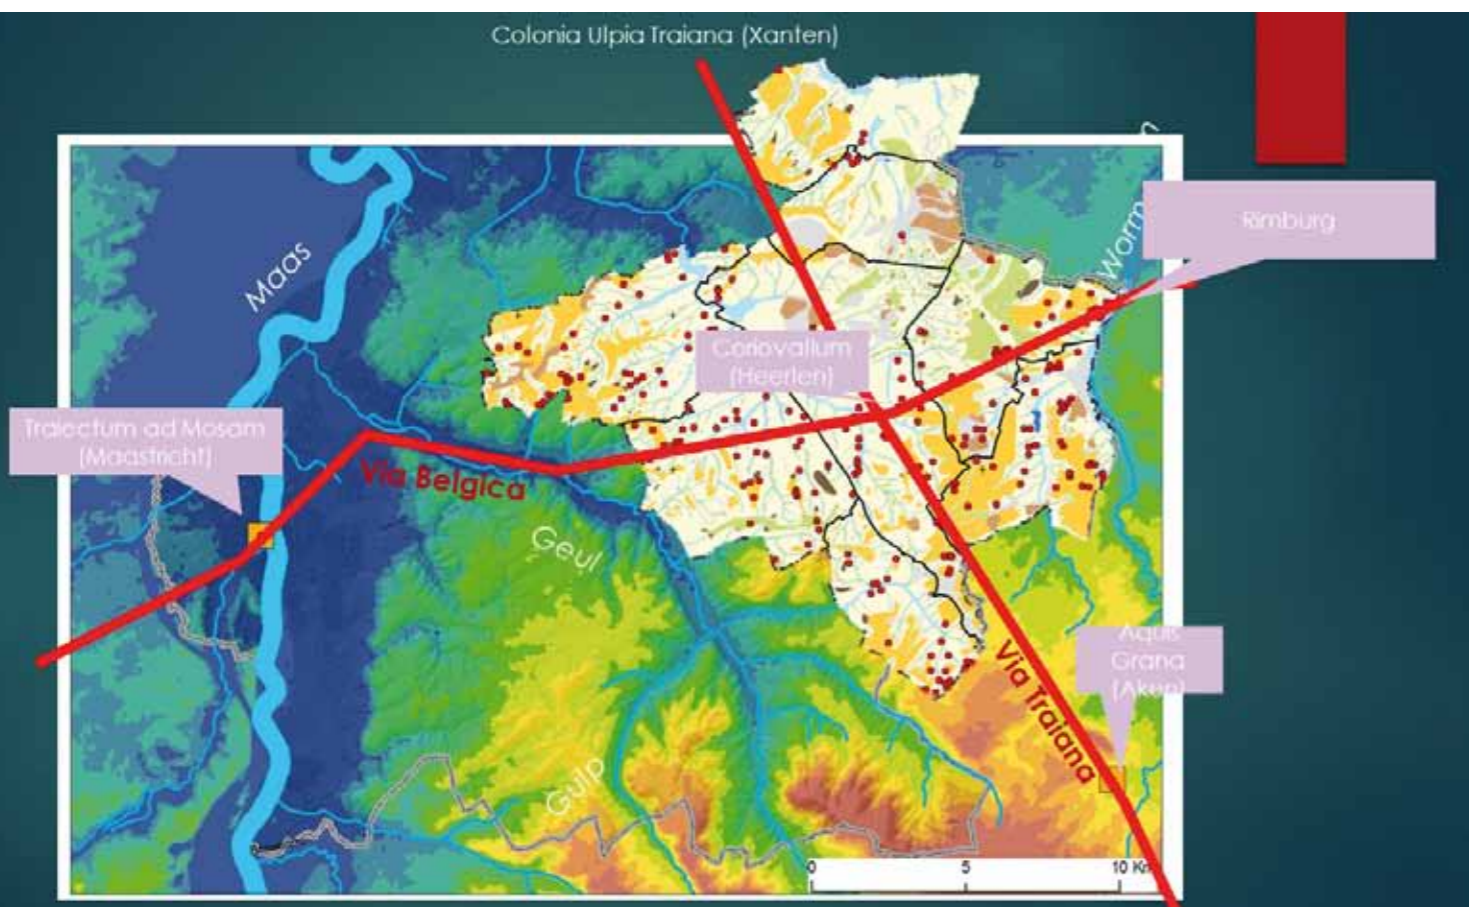 Colonia Ulpia Traiana (Xanten)
Rimburg
Maas
Coriovallum
(Heerlen)
Traiectum ad Mosam
(Maastricht)
Via Belgica
Geul
Aquis
Grana
(Aken)
Via Traiana
Gulp
0 5 10 Km